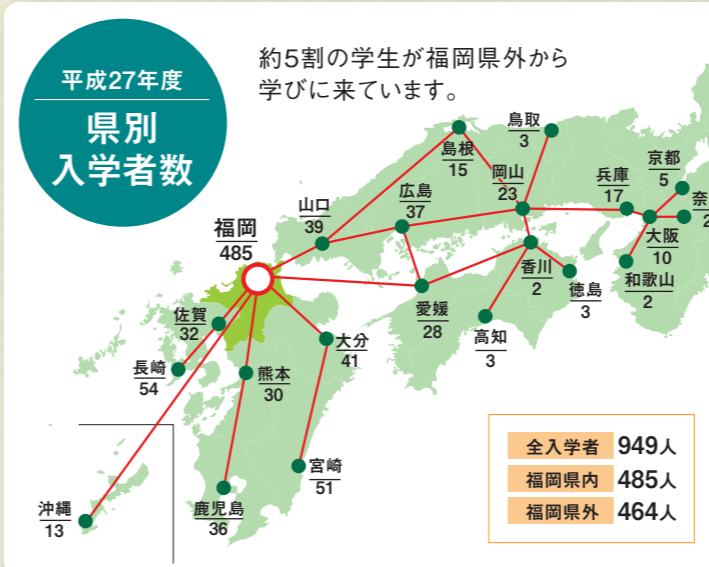 平成27年度
県別
入学者数
約5割の学生が福岡県外から
学びに来ています。
鳥取
3
島根
15
岡山
23
兵庫
17
京都
5
奈
2
大阪
10
和歌山
2
広島
37
山口
39
福岡
485
香川
2
徳島
3
愛媛
28
高知
3
佐賀
32
長崎
54
大分
41
熊本
30
宮崎
51
鹿児島
36
沖縄
13
全入学者 949人
福岡県内 485人
福岡県外 464人